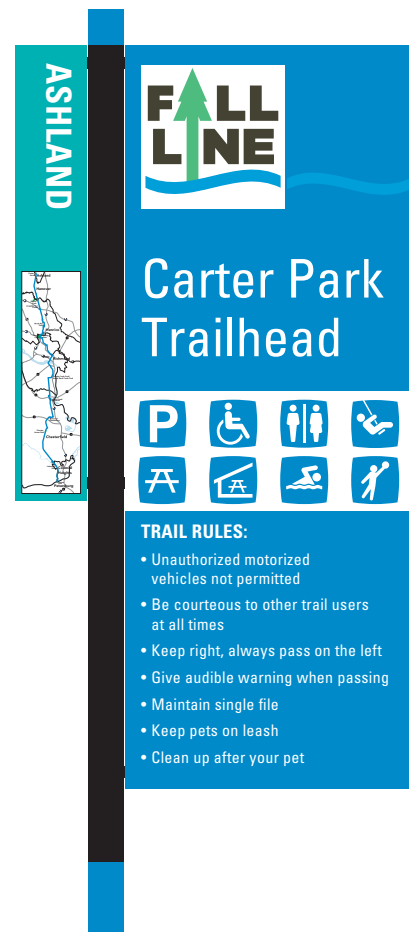 ASHLAND
FALL
LINE
Carter Park
Trailhead
P
TRAIL RULES:
• Unauthorized motorized
vehicles not permitted
• Be courteous to other trail users
at all times
• Keep right, always pass on the left
• Give audible warning when passing
• Maintain single file
• Keep pets on leash
• Clean up after your pet
Chesterfield